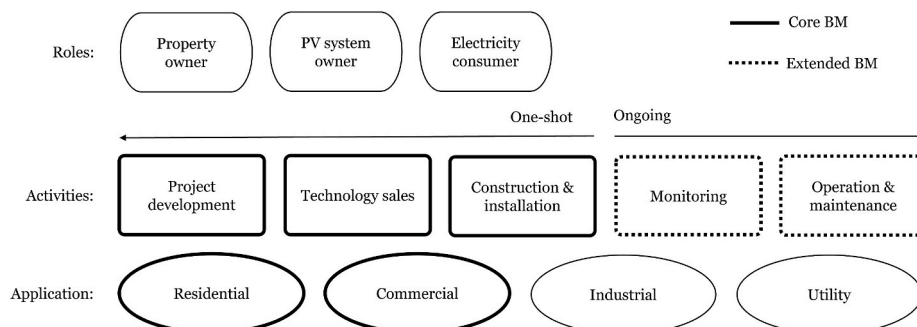 Roles:
Property
owner
PV system
owner
Electricity
consumer
Core BM
Extended BM
One-shot
Ongoing
Activities:
Project
development
Technology sales
Construction &
installation
Monitoring
Operation &
maintenance
Application:
Residential
Commercial
Industrial
Utility